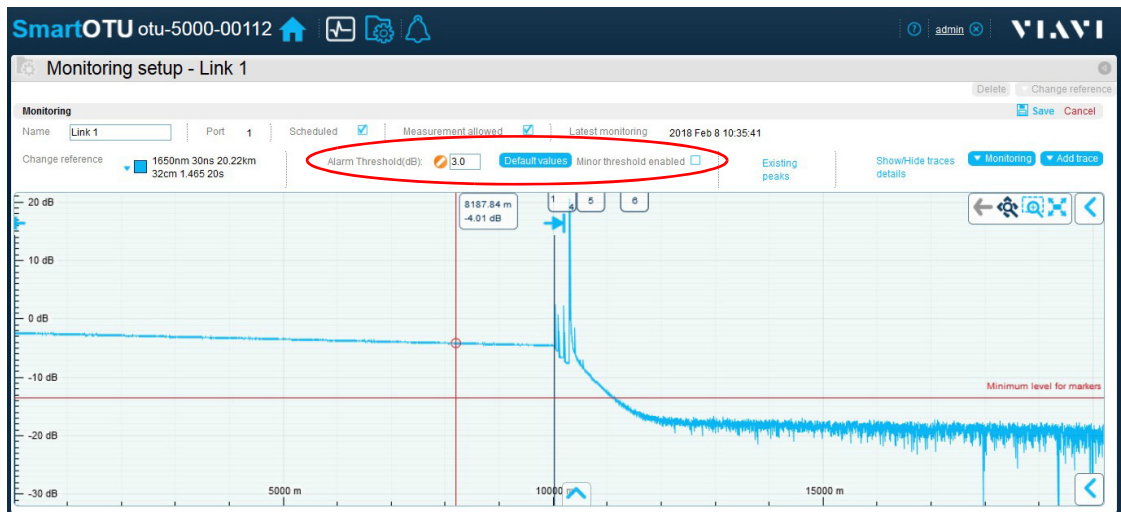 SmartOTU otu-5000-00112
admin
VIAVI
Monitoring setup - Link 1
Delete Change reference
Monitoring
Save Cancel
Name Link 1 Port 1 Scheduled Measurement allowed Latest monitoring 2018 Feb 8 10:35:41
Change reference 1650nm 30ns 20.22km
32cm 1.465 20s
Alarm Threshold(dB): 3.0 Default values Minor threshold enabled
Existing
peaks
Show/Hide traces
details
Monitoring Add trace
20 dB
8187.84 m
-4.01 dB
1 4 5 6
10 dB
0 dB
-10 dB
Minimum level for markers
-20 dB
-30 dB
5000 m 10000 m 15000 m